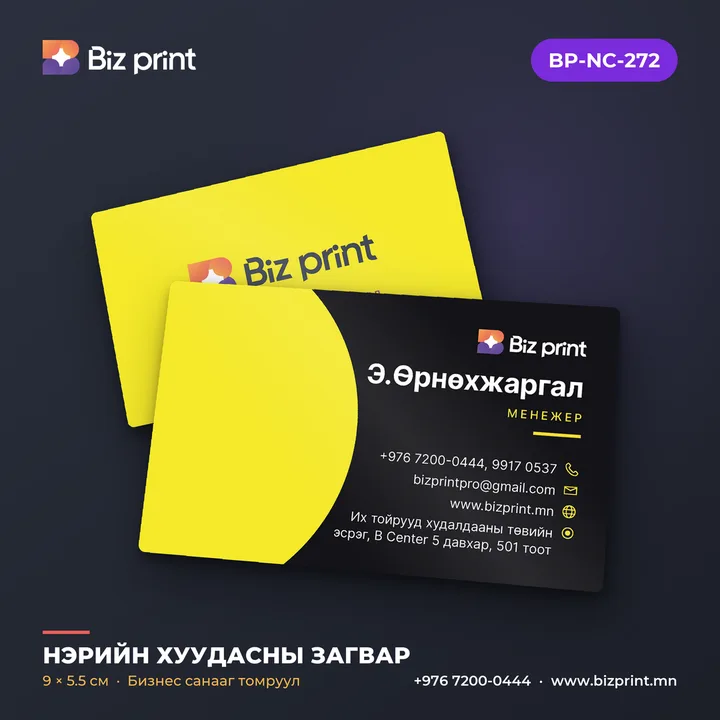 Biz print
BP-NC-272
Biz print
Biz print
Э.Өрнөхжаргал
МЕНЕЖЕР
+976 7200-0444, 9917 0537
bizprintpro@gmail.com
www.bizprint.mn
Их тойрууд худалдааны төвийн
эсрэг, B Center 5 давхар, 501 тоот
НЭРИЙН ХУУДАСНЫ ЗАГВАР
9 × 5.5 см · Бизнес санааг томруул
+976 7200-0444 · www.bizprint.mn